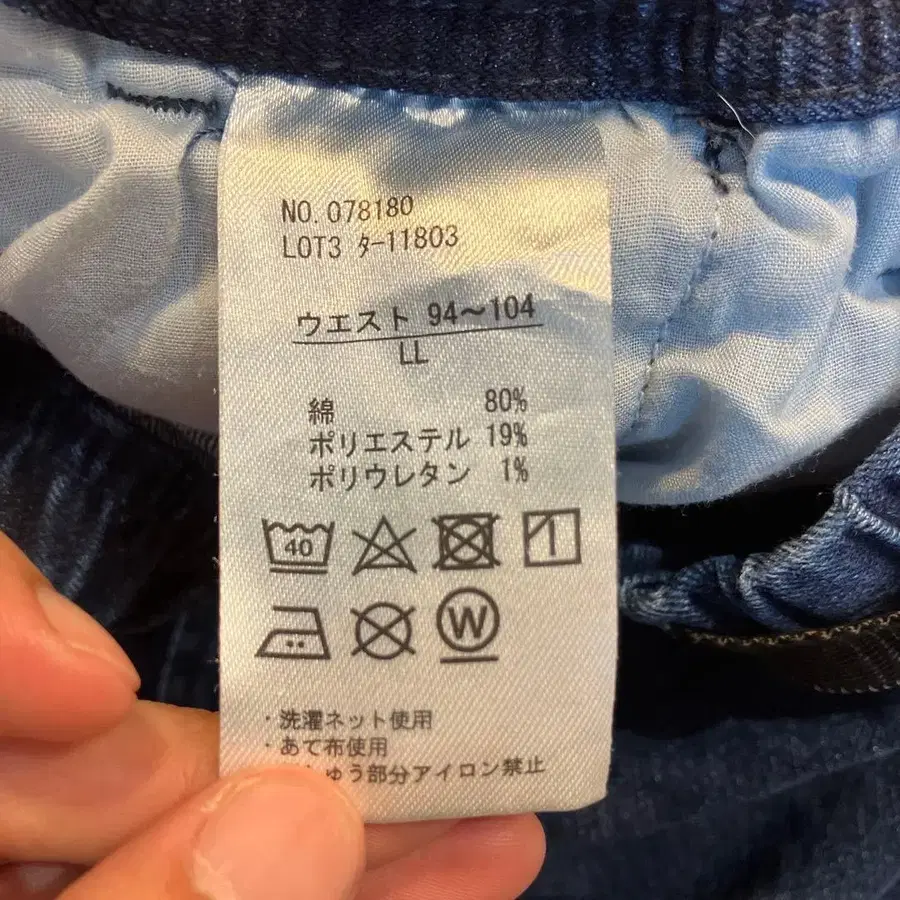 NO. 078180
LOT3 ﾀ-11803
ウエスト 94～104
LL
綿 80%
ポリエステル 19%
ポリウレタン 1%
40
W
・洗濯ネット使用
・あて布使用
しゅう部分アイロン禁止